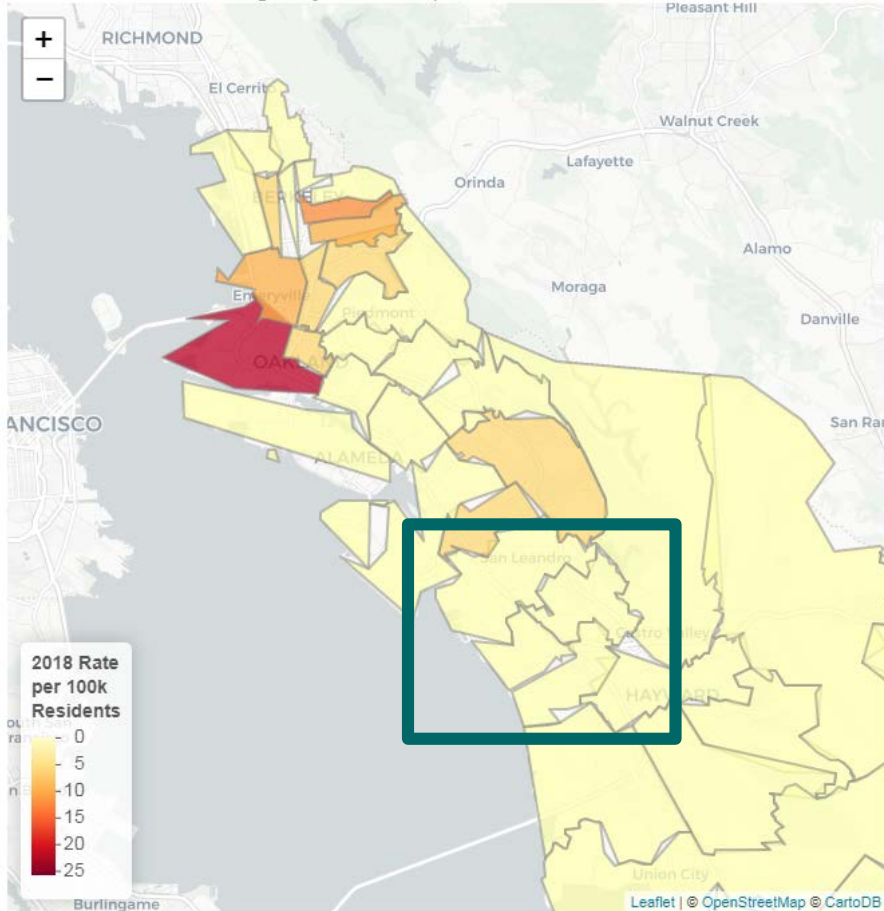 Pleasant Hill
+
RICHMOND
−
El Cerrito
Walnut Creek
Lafayette
Orinda
BERKELEY
Alamo
Moraga
Emeryville
Piedmont
Danville
OAKLAND
ANCISCO
San Ra
ALAMEDA
San Leandro
Castro Valley
2018 Rate
per 100k
Residents
HAYWARD
0
5
10
15
20
25
Union City
Burlingame
Leaflet | © OpenStreetMap © CartoDB